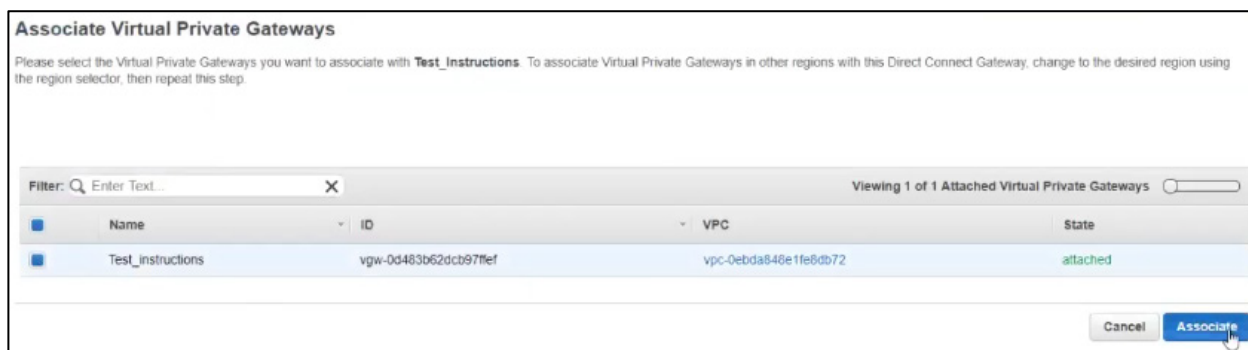 Associate Virtual Private Gateways
Please select the Virtual Private Gateways you want to associate with Test_Instructions. To associate Virtual Private Gateways in other regions with this Direct Connect Gateway, change to the desired region using
the region selector, then repeat this step.
Filter: Enter Text... Viewing 1 of 1 Attached Virtual Private Gateways
Name ID VPC State
Test_instructions vgw-0d483b62dcb97ffef vpc-0ebda848e1fe8db72 attached
Cancel Associate